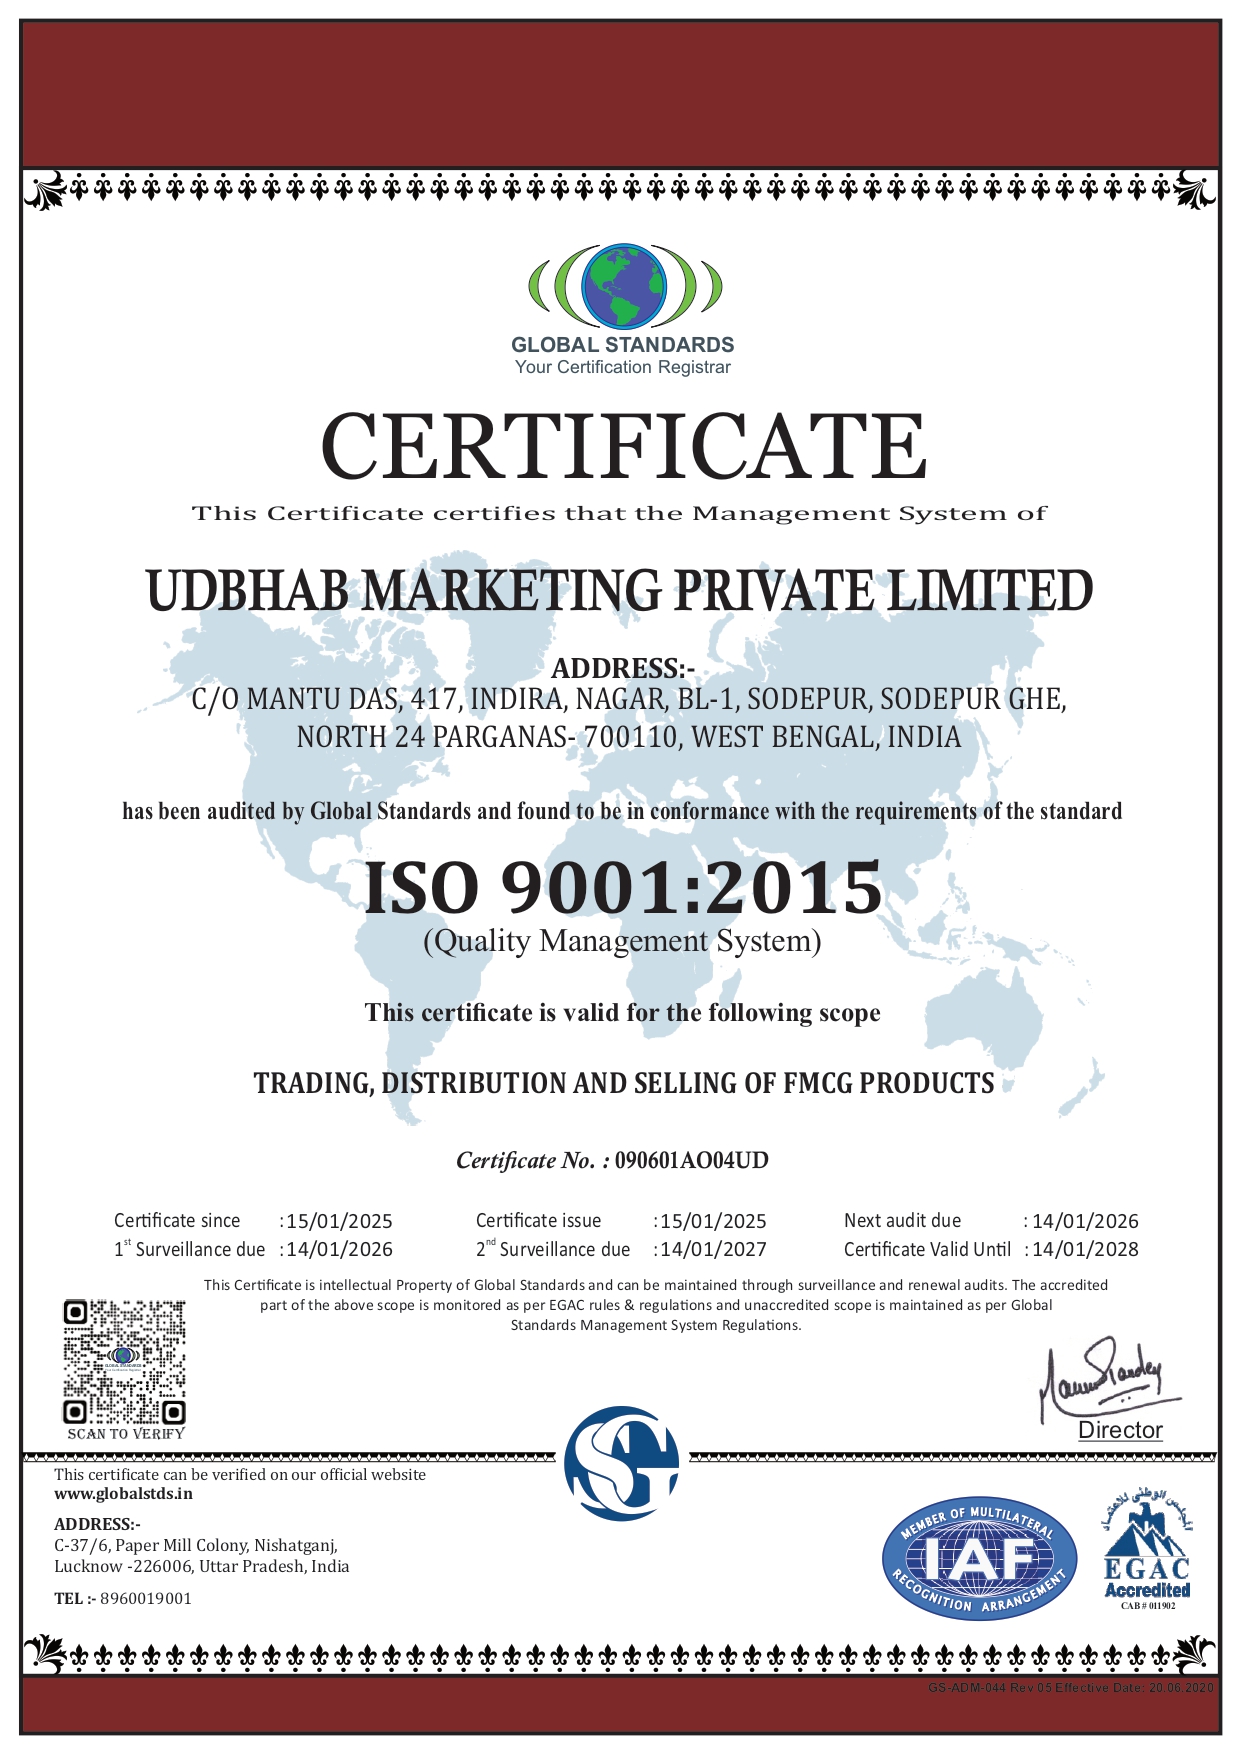 GLOBAL STANDARDS
Your Certification Registrar
CERTIFICATE
This Certificate certifies that the Management System of
UDBHAB MARKETING PRIVATE LIMITED
ADDRESS:-
C/O MANTU DAS, 417, INDIRA, NAGAR, BL-1, SODEPUR, SODEPUR GHE,
NORTH 24 PARGANAS- 700110, WEST BENGAL, INDIA
has been audited by Global Standards and found to be in conformance with the requirements of the standard
ISO 9001:2015
(Quality Management System)
This certificate is valid for the following scope
TRADING, DISTRIBUTION AND SELLING OF FMCG PRODUCTS
Certificate No. : 090601AO04UD
Certificate since : 15/01/2025 Certificate issue : 15/01/2025 Next audit due : 14/01/2026
1st Surveillance due : 14/01/2026 2nd Surveillance due : 14/01/2027 Certificate Valid Until : 14/01/2028
This Certificate is intellectual Property of Global Standards and can be maintained through surveillance and renewal audits. The accredited
part of the above scope is monitored as per EGAC rules & regulations and unaccredited scope is maintained as per Global
Standards Management System Regulations.
GLOBAL STANDARDS
SCAN TO VERIFY
Director
SG
This certificate can be verified on our official website
www.globalstds.in
ADDRESS:-
C-37/6, Paper Mill Colony, Nishatganj,
Lucknow -226006, Uttar Pradesh, India
TEL :- 8960019001
MEMBER OF MULTILATERAL
IAF
RECOGNITION ARRANGEMENT
المجلس الوطنى للاعتماد
EGAC
Accredited
CAB # 011902
GS-ADM-044 Rev 05 Effective Date: 20.06.2020